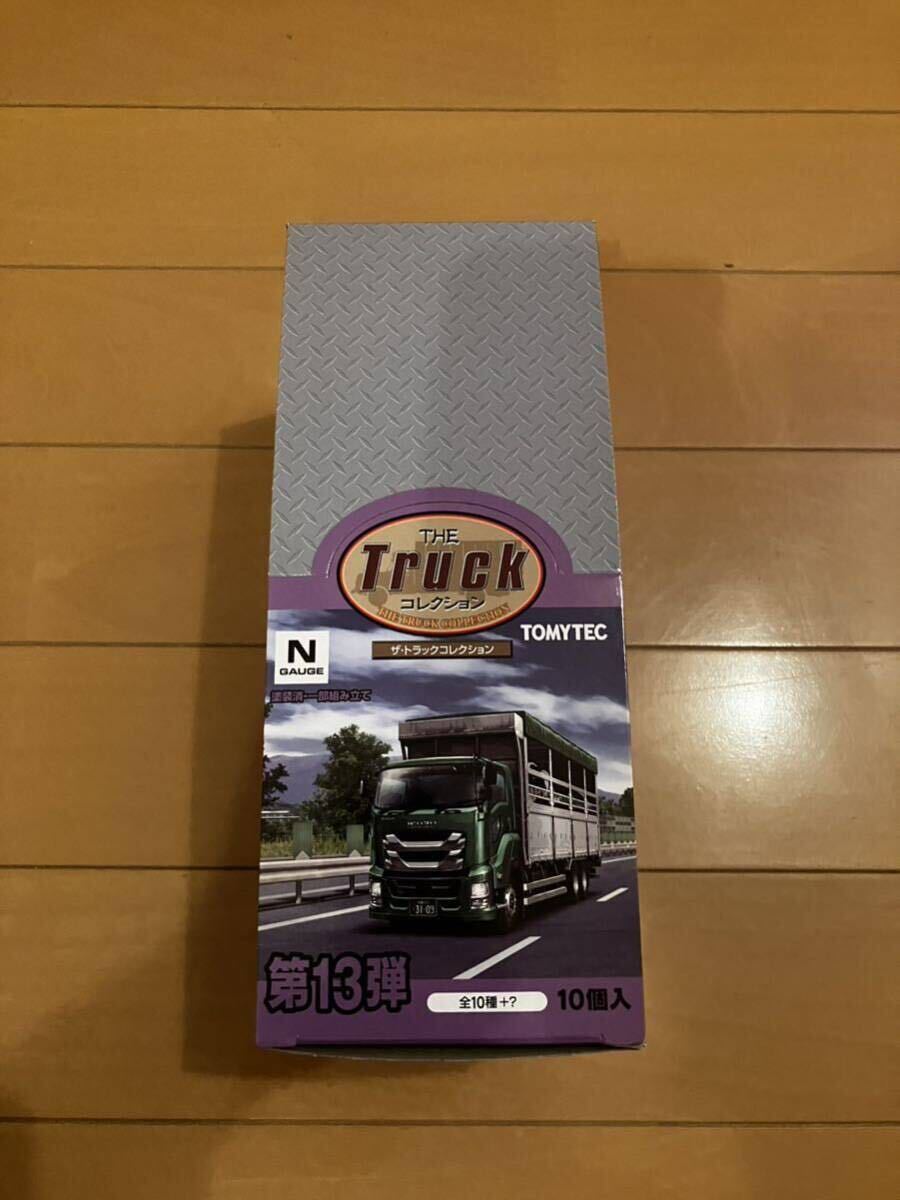 THE
Truck
コレクション
THE TRUCK COLLECTION
ザ・トラックコレクション
TOMYTEC
N
GAUGE
塗装済・一部組み立て
31-09
第13弾
全10種+?
10個入